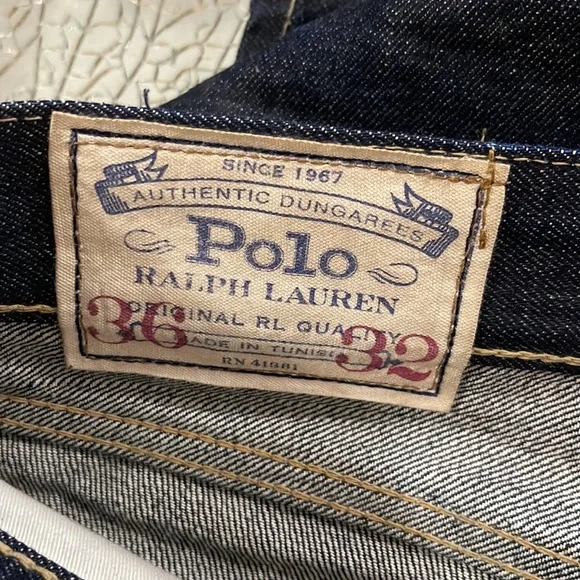 SINCE 1967
AUTHENTIC DUNGAREES
Polo
RALPH LAUREN
ORIGINAL RL QUALITY
36 MADE IN TUNISIA 32
RN 41381